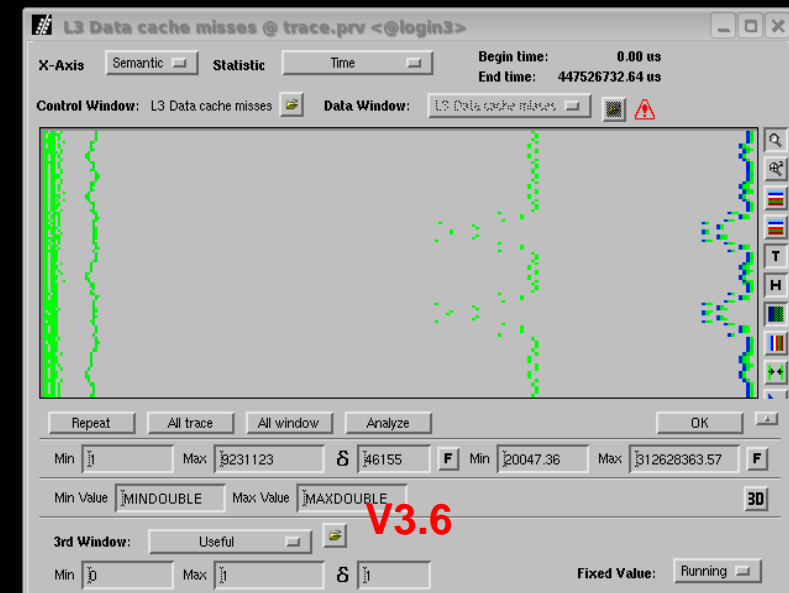 L3 Data cache misses @ trace.prv <@login3>
X-Axis Semantic Statistic Time Begin time: 0.00 us
End time: 447526732.64 us
Control Window: L3 Data cache misses Data Window: L3 Data cache misses
T
H
Repeat All trace All window Analyze OK
Min 1 Max 9231123 δ 46155 F Min 20047.36 Max 312628363.57 F
Min Value MINDOUBLE Max Value MAXDOUBLE 3D
V3.6
3rd Window: Useful
Min 0 Max 1 δ 1 Fixed Value: Running